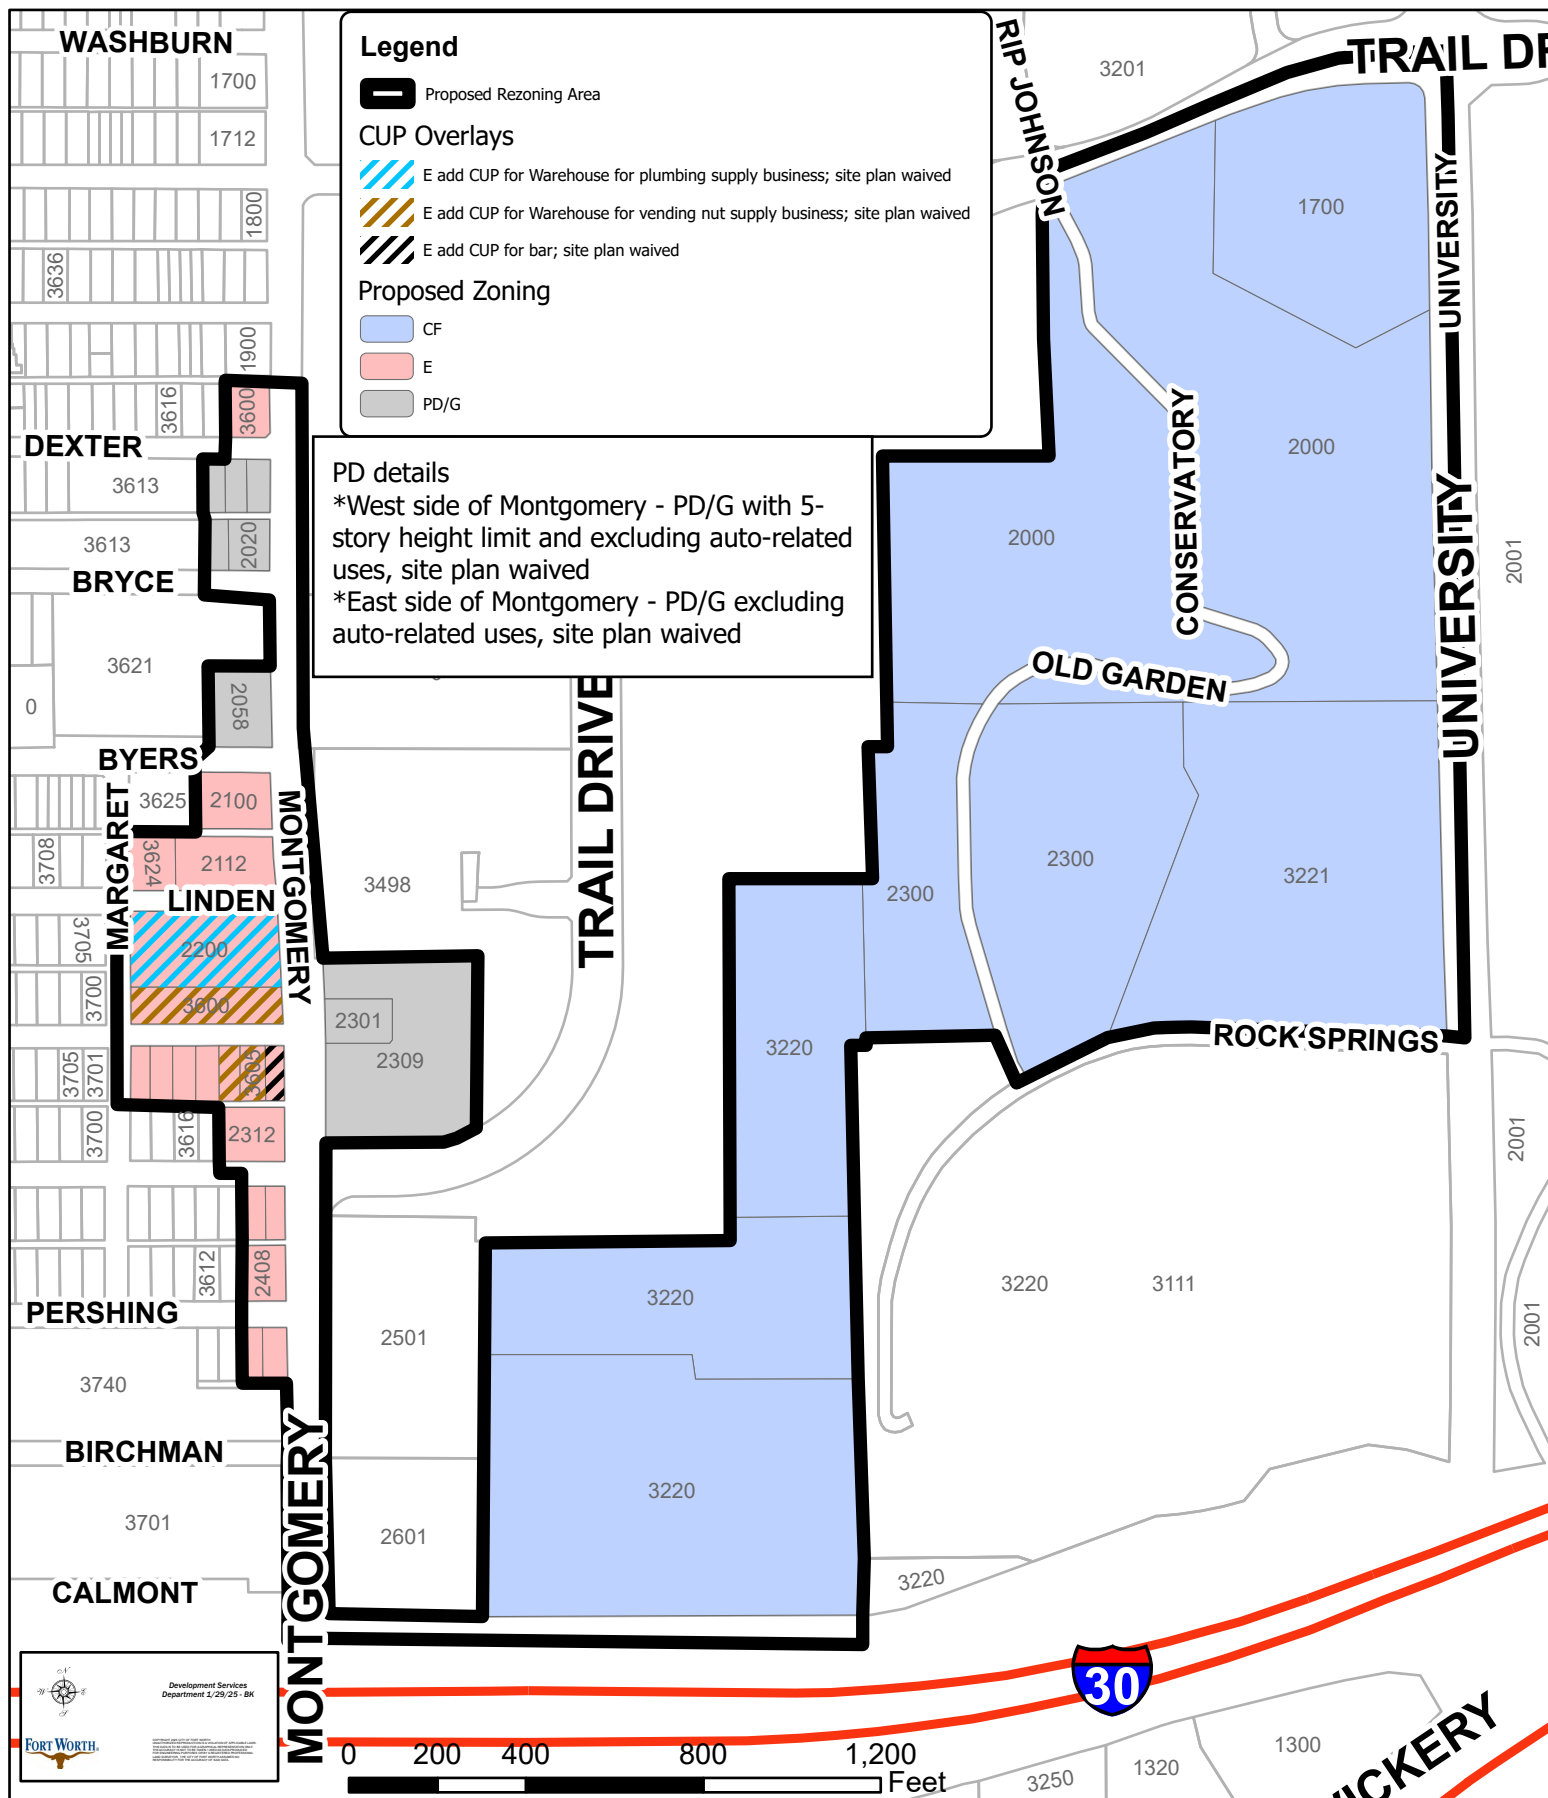 WASHBURN
1700
1712
1800
3636
1900
3616
3600
DEXTER
3613
3613
2020
BRYCE
3621
0
2058
BYERS
3625
2100
MARGARET
MONTGOMERY
3708
3624
2112
LINDEN
3705
2200
3700
3600
3705
3701
3605
3700
3616
2312
3612
2408
PERSHING
3740
BIRCHMAN
3701
CALMONT
MONTGOMERY
Legend
Proposed Rezoning Area
CUP Overlays
E add CUP for Warehouse for plumbing supply business; site plan waived
E add CUP for Warehouse for vending nut supply business; site plan waived
E add CUP for bar; site plan waived
Proposed Zoning
CF
E
PD/G
PD details
*West side of Montgomery - PD/G with 5-
story height limit and excluding auto-related
uses, site plan waived
*East side of Montgomery - PD/G excluding
auto-related uses, site plan waived
TRAIL DRIVE
3498
2301
2309
2501
2601
RIP JOHNSON
3201
TRAIL DR
1700
UNIVERSITY
CONSERVATORY
2000
2000
UNIVERSITY
2001
OLD GARDEN
2300
2300
3221
3220
ROCK SPRINGS
2001
3220
3220
3111
2001
3220
3220
30
1300
1320
3250
VICKERY
N
W
E
S
Development Services
Department 1/29/25 - BK
FORT WORTH
0 200 400 800 1,200
Feet